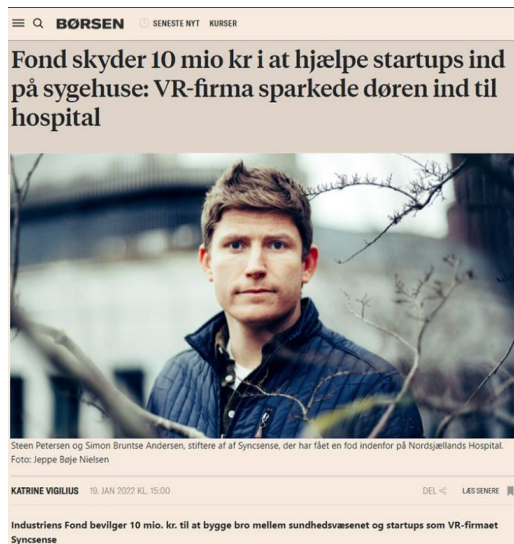 BØRSEN SENESTE NYT KURSER
Fond skyder 10 mio kr i at hjælpe startups ind
på sygehuse: VR-firma sparkede døren ind til
hospital
Steen Petersen og Simon Bruntse Andersen, stiftere af af Syncsense, der har fået en fod indenfor på Nordsjællands Hospital.
Foto: Jeppe Bøje Nielsen
KATRINE VIGILIUS 19. JAN 2022 KL. 15:00 DEL LÆS SENERE
Industriens Fond bevilger 10 mio. kr. til at bygge bro mellem sundhedsvæsenet og startups som VR-firmaet
Syncsense